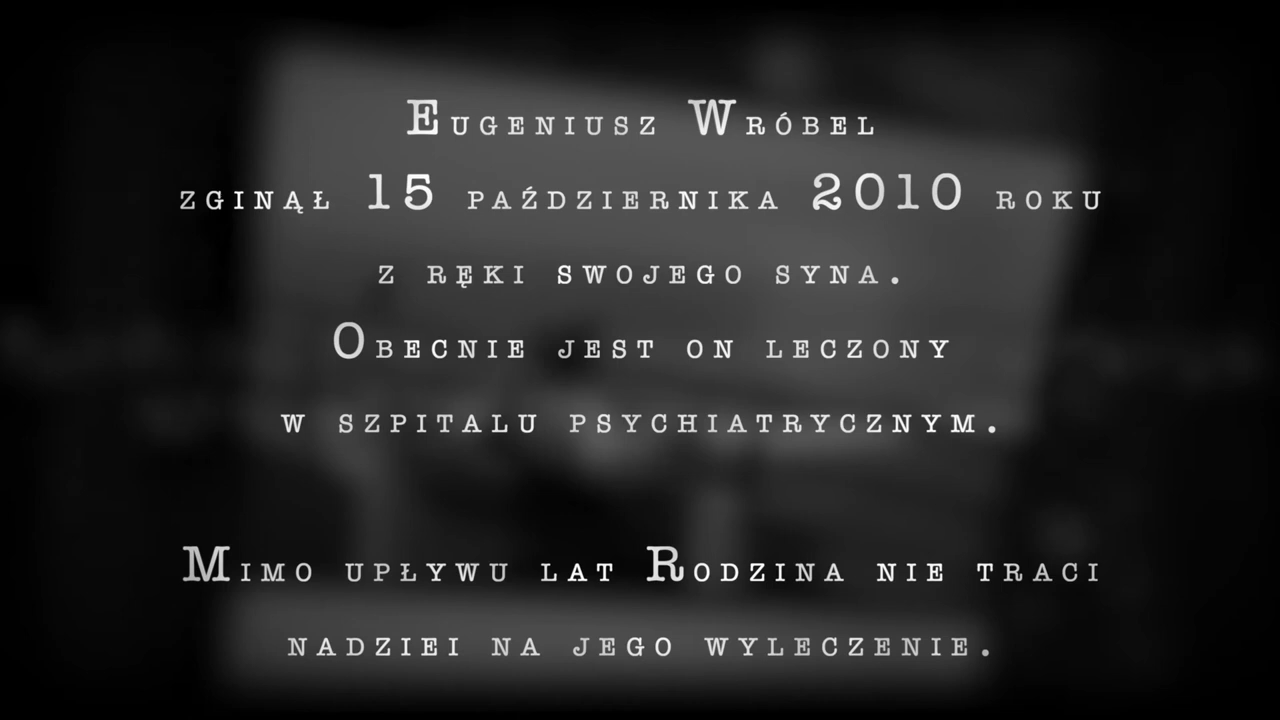 Eugeniusz Wróbel
zginął 15 października 2010 roku
z ręki swojego syna.
Obecnie jest on leczony
w szpitalu psychiatrycznym.
Mimo upływu lat Rodzina nie traci
nadziei na jego wyleczenie.